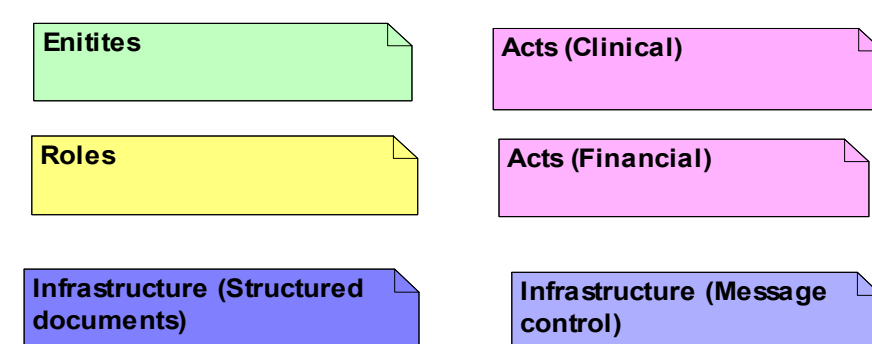 Enitites
Acts (Clinical)
Roles
Acts (Financial)
Infrastructure (Structured
documents)
Infrastructure (Message
control)